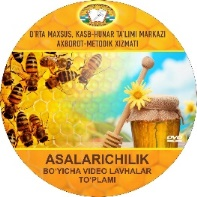 O'RTA MAXSUS, KASB-HUNAR TA'LIMI MARKAZI
AXBOROT-METODIK XIZMATI
DVD
ASALARICHILIK
BO'YICHA VIDEO LAVHALAR
TO'PLAMI